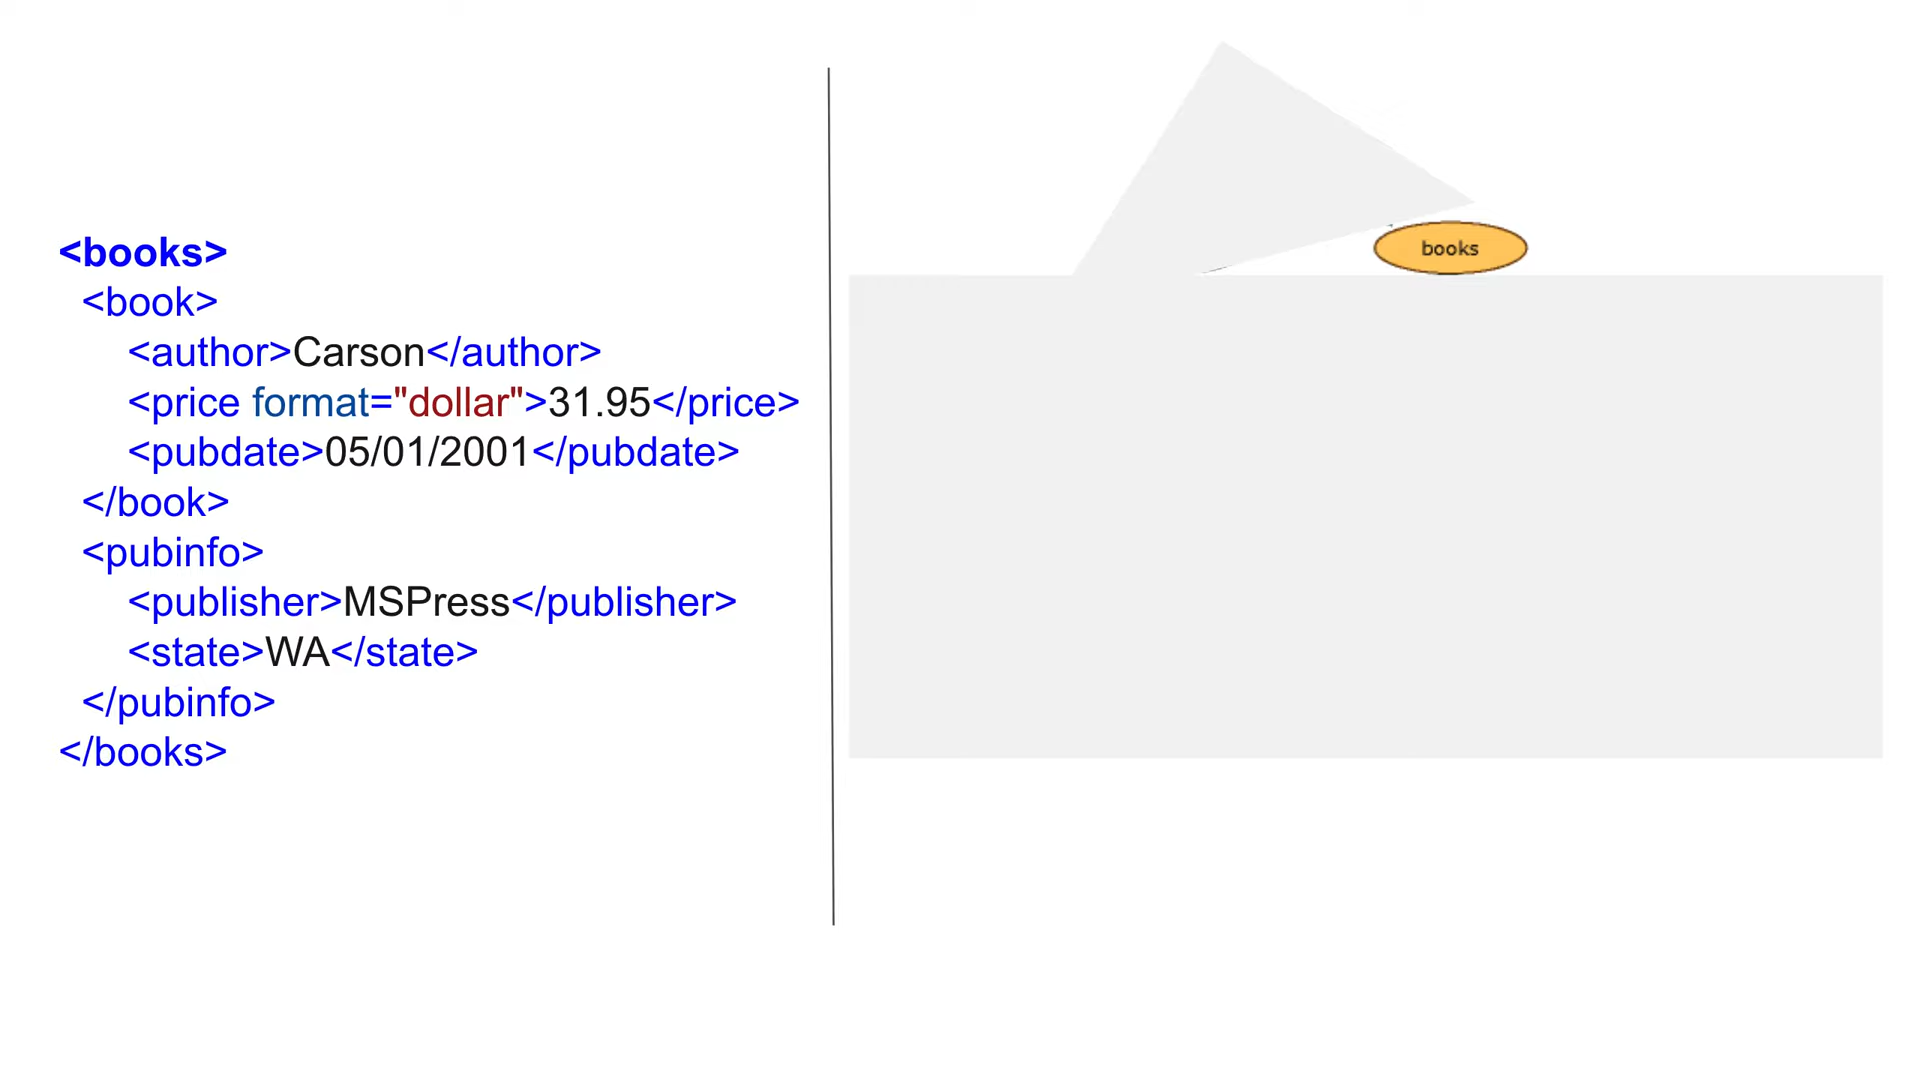 <books>
<book>
<author>Carson</author>
<price format="dollar">31.95</price>
<pubdate>05/01/2001</pubdate>
</book>
<pubinfo>
<publisher>MSPress</publisher>
<state>WA</state>
</pubinfo>
</books>
books